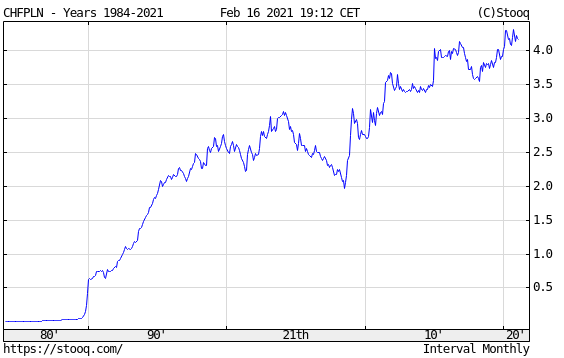 CHFPLN - Years 1984-2021 Feb 16 2021 19:12 CET (C)Stooq
4.0
3.5
3.0
2.5
2.0
1.5
1.0
0.5
80' 90' 21th 10' 20'
https://stooq.com/ Interval Monthly